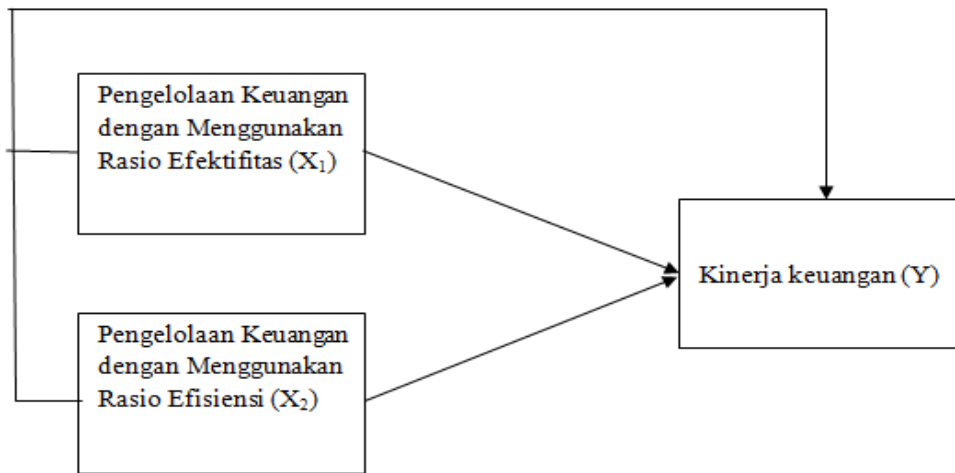 Pengelolaan Keuangan
dengan Menggunakan
Rasio Efektifitas (X₁)
Kinerja keuangan (Y)
Pengelolaan Keuangan
dengan Menggunakan
Rasio Efisiensi (X₂)